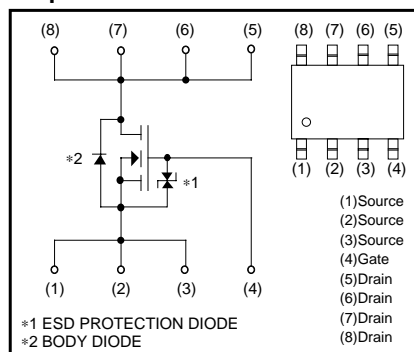 (8) (7) (6) (5)
(8) (7) (6) (5)
∗2
∗1
(1) (2) (3) (4)
(1) (2) (3) (4)
(1)Source
(2)Source
(3)Source
(4)Gate
(5)Drain
(6)Drain
(7)Drain
(8)Drain
∗1 ESD PROTECTION DIODE
∗2 BODY DIODE